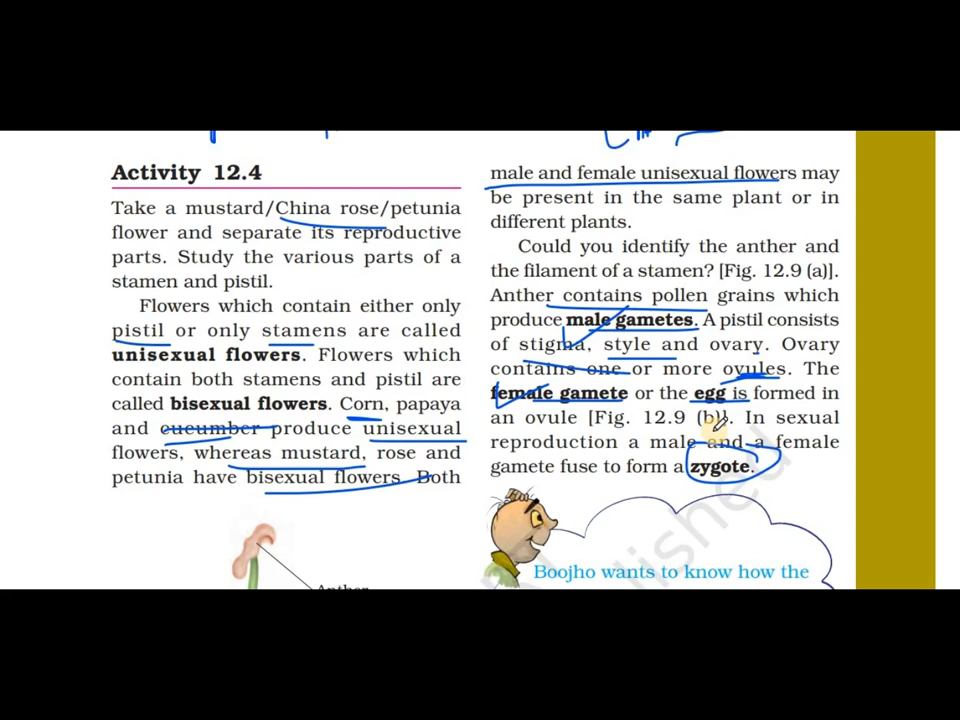 Activity 12.4
Take a mustard/China rose/petunia
flower and separate its reproductive
parts. Study the various parts of a
stamen and pistil.
Flowers which contain either only
pistil or only stamens are called
unisexual flowers. Flowers which
contain both stamens and pistil are
called bisexual flowers. Corn, papaya
and cucumber produce unisexual
flowers, whereas mustard, rose and
petunia have bisexual flowers. Both
Anther
male and female unisexual flowers may
be present in the same plant or in
different plants.
Could you identify the anther and
the filament of a stamen? [Fig. 12.9 (a)].
Anther contains pollen grains which
produce male gametes. A pistil consists
of stigma, style and ovary. Ovary
contains one or more ovules. The
female gamete or the egg is formed in
an ovule [Fig. 12.9 (b)]. In sexual
reproduction a male and a female
gamete fuse to form a zygote.
Boojho wants to know how the